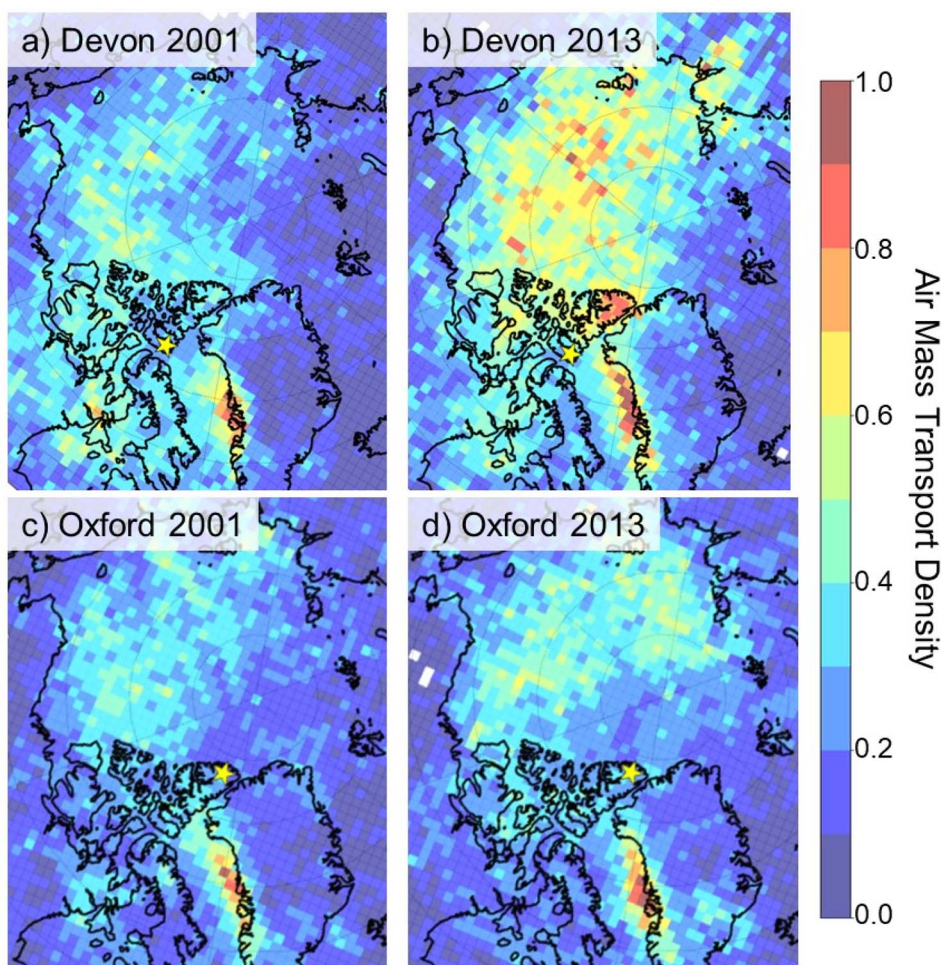 a) Devon 2001
b) Devon 2013
c) Oxford 2001
d) Oxford 2013
1.0
0.8
0.6
0.4
0.2
0.0
Air Mass Transport Density